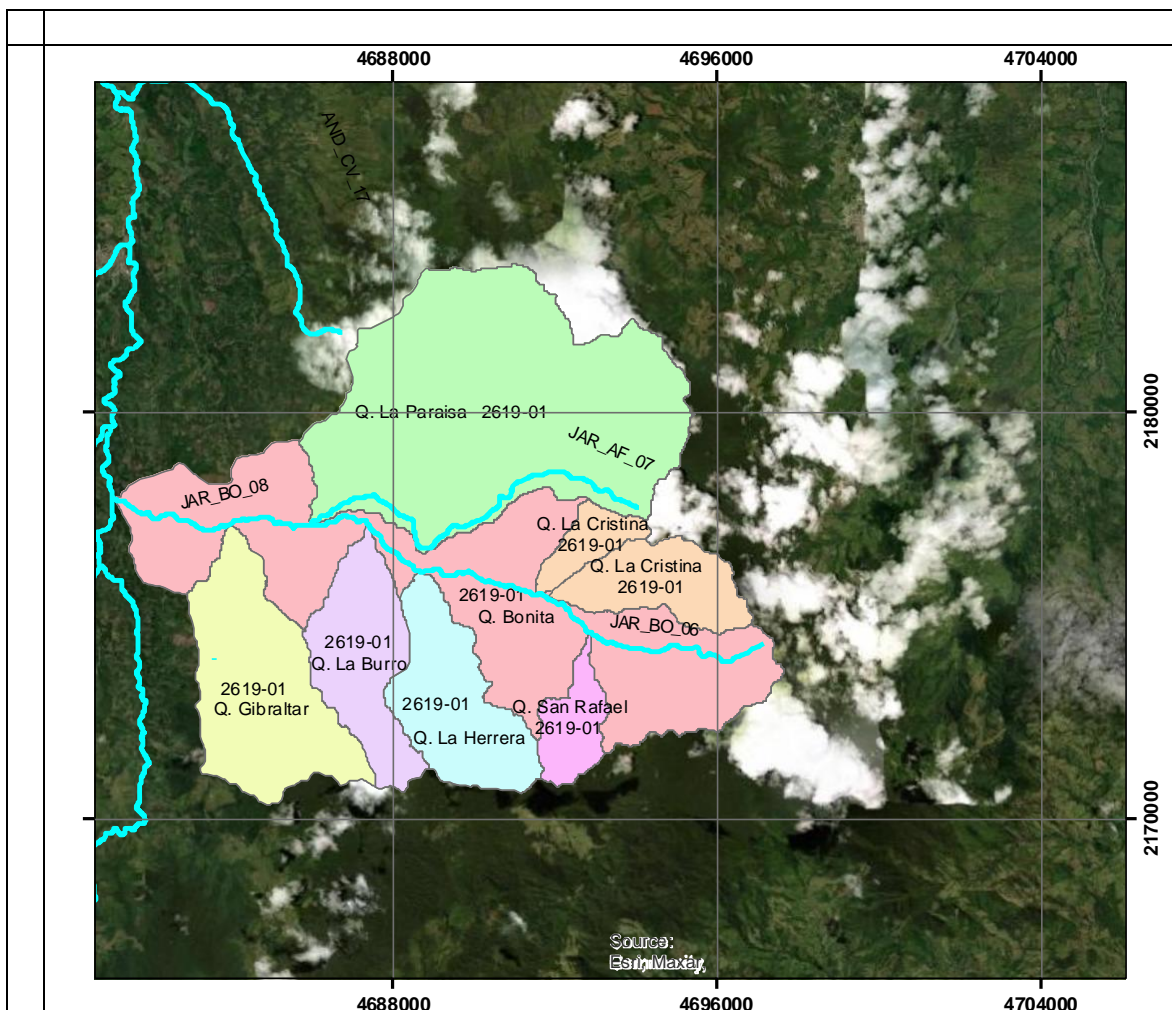 4688000
4696000
4704000
AND_CV_17
2180000
Q. La Paraisa 2619-01
JAR_AF_07
JAR_BO_08
Q. La Cristina
2619-01
Q. La Cristina
2619-01
2619-01
Q. Bonita
JAR_BO_06
2619-01
Q. La Burro
2619-01
Q. Gibraltar
2619-01
Q. La Herrera
Q. San Rafael
2619-01
2170000
Source:
Esri, Maxar,
4688000
4696000
4704000